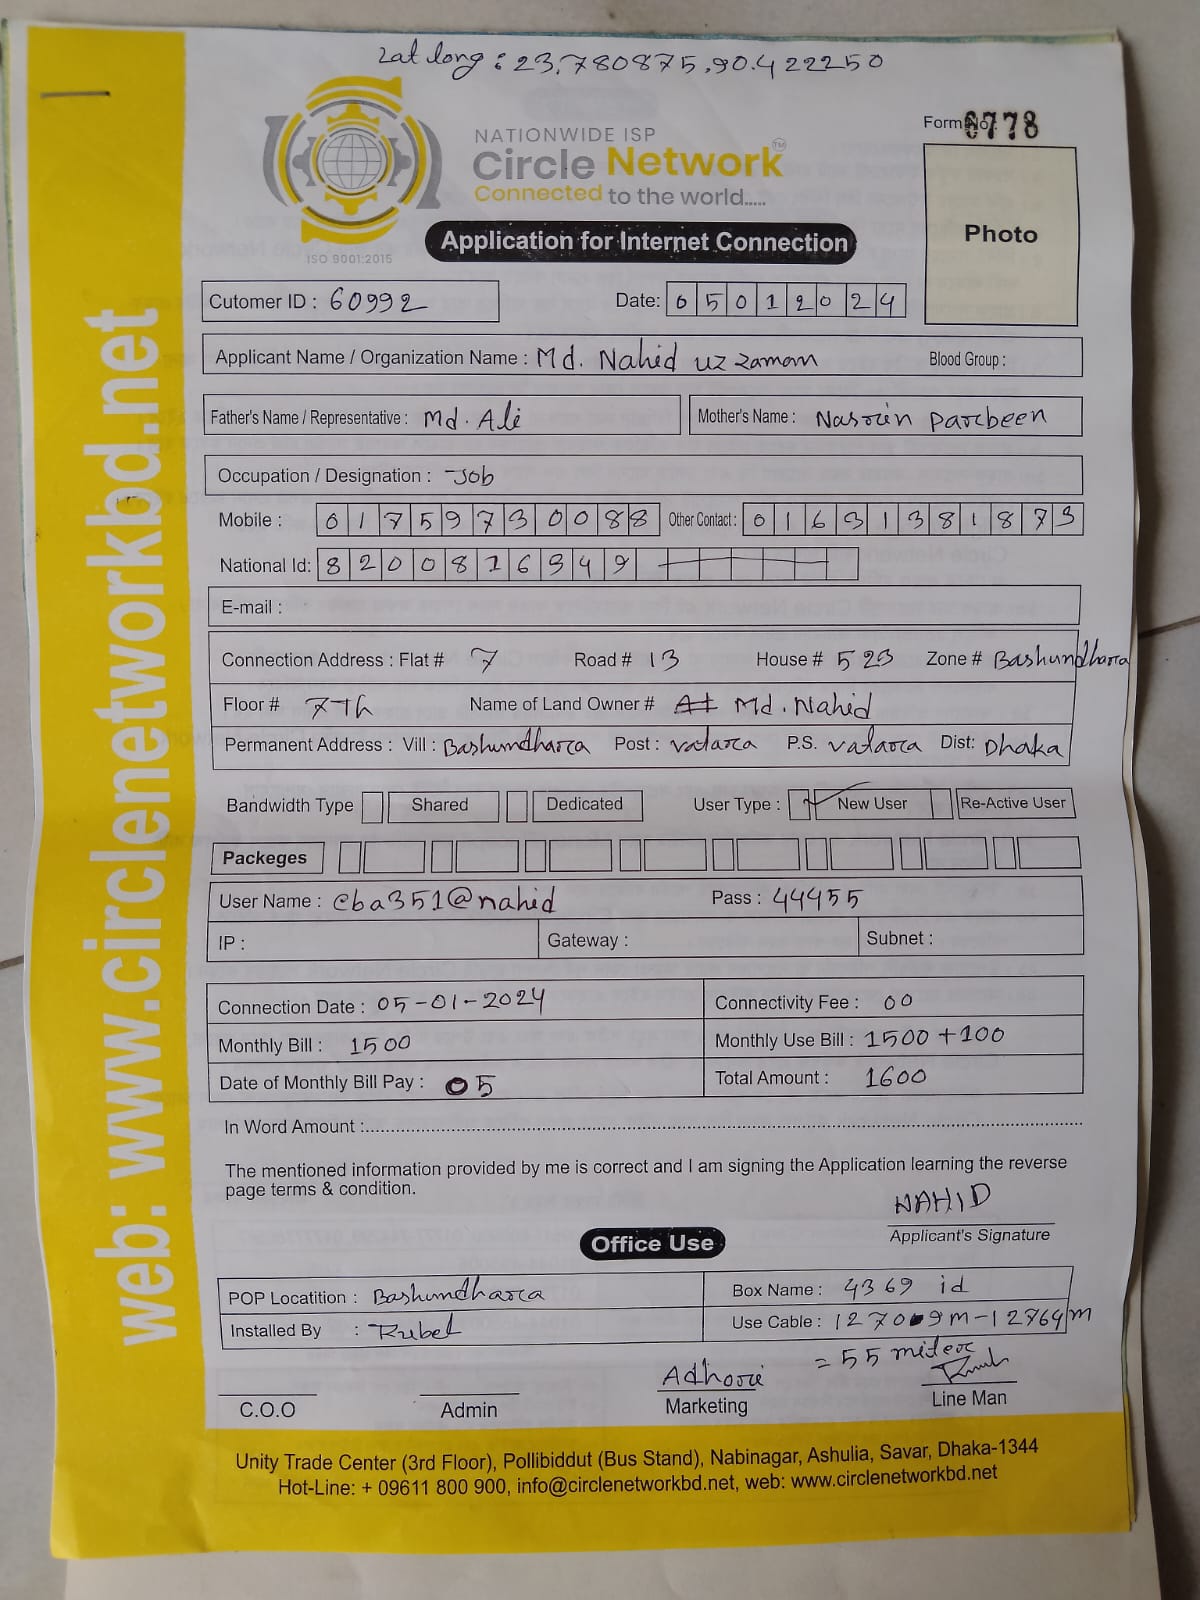 Lat long : 23.780875,90.422250
Form No. 6778
NATIONWIDE ISP
Circle Network TM
Connected to the world.....
ISO 9001:2015
Application for Internet Connection
Photo
Cutomer ID : 60992 Date: 05012024
Applicant Name / Organization Name : Md. Nahid uz zaman Blood Group :
Father's Name / Representative : Md. Ali Mother's Name : Nasrin Parbeen
Occupation / Designation : Job
Mobile : 01759730088 Other Contact : 01631381873
National Id: 8200816349
E-mail :
Connection Address : Flat # 7 Road # 13 House # 523 Zone # Bashundhara
Floor # 7Th Name of Land Owner # Md. Nahid
Permanent Address : Vill : Bashundhara Post : vatara P.S. vatara Dist: Dhaka
Bandwidth Type Shared Dedicated User Type : New User Re-Active User
Packeges
User Name : cba351@nahid Pass : 44455
IP : Gateway : Subnet :
Connection Date : 05-01-2024 Connectivity Fee : 00
Monthly Bill : 1500 Monthly Use Bill : 1500 +100
Date of Monthly Bill Pay : 05 Total Amount : 1600
In Word Amount :
The mentioned information provided by me is correct and I am signing the Application learning the reverse
page terms & condition.
NAHID
Applicant's Signature
Office Use
POP Locatition : Bashundhara Box Name : 4369 id
Installed By : Rubel Use Cable : 12709m-12764m
= 55 miter
Adhorie
C.O.O Admin Marketing Line Man
Unity Trade Center (3rd Floor), Pollibiddut (Bus Stand), Nabinagar, Ashulia, Savar, Dhaka-1344
Hot-Line: + 09611 800 900, info@circlenetworkbd.net, web: www.circlenetworkbd.net
web: www.circlenetworkbd.net